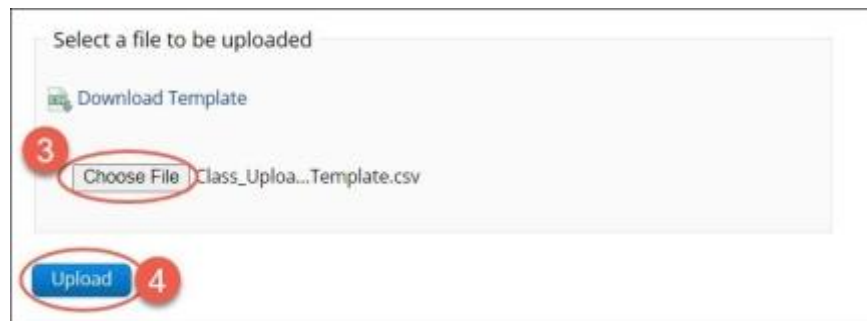 Select a file to be uploaded
Download Template
3
Choose File Class_Uploa...Template.csv
Upload 4